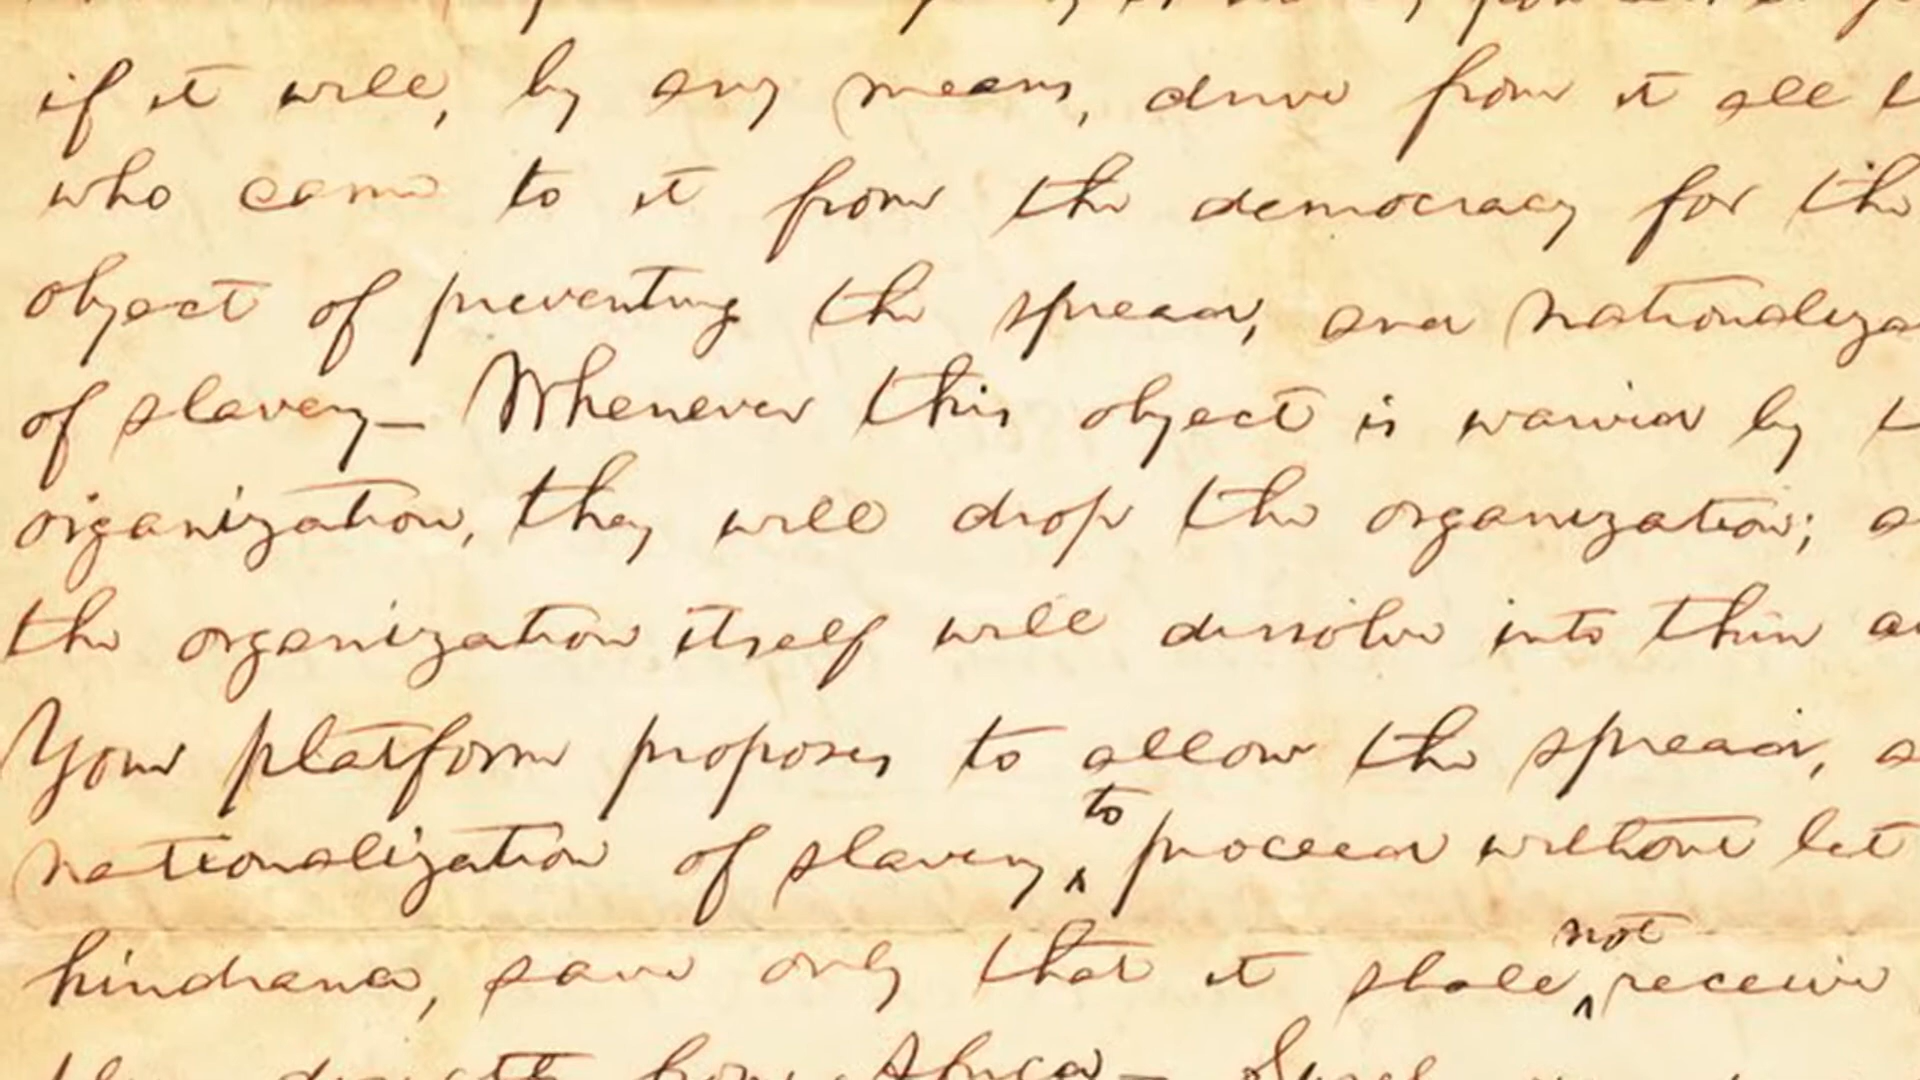 if it will, by any means, drive from it all
who came to it from the democracy for the
object of preventing the spread, and nationaliza
of slavery— Whenever this object is waived by t
organization, they will drop the organization; a
the organization itself will dissolve into thin a
Your platform proposes to allow the spread, a
nationalization of slavery to proceed without let
hindrance, save only that it shall not receive
directly from Africa—